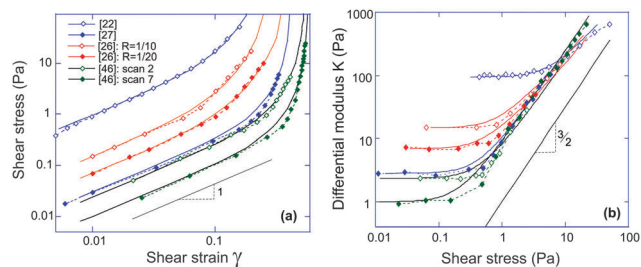 [22]
[27]
[26]: R=1/10
[26]: R=1/20
[46]: scan 2
[46]: scan 7
Shear stress (Pa)
10
1
0.1
0.01
0.01
0.1
1
(a)
Shear strain γ
Differential modulus K (Pa)
1000
100
10
1
0.01
0.1
1
10
100
3/2
(b)
Shear stress (Pa)